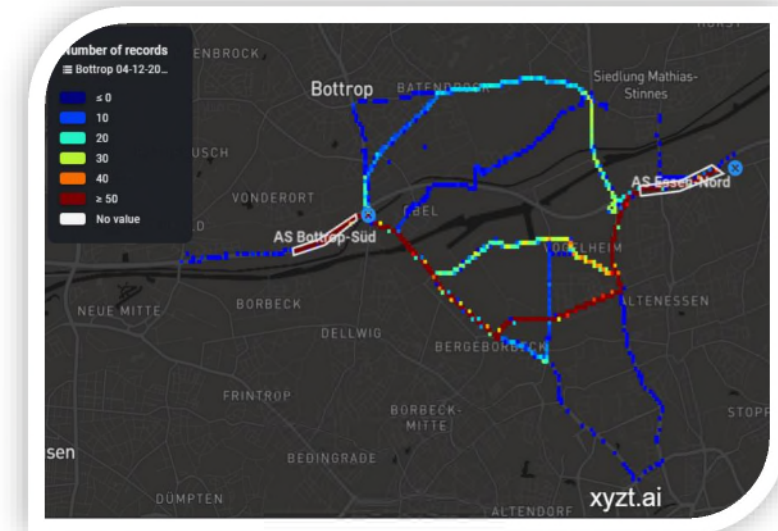 Number of records
Bottrop 04-12-20…
≤ 0
10
20
30
40
≥ 50
No value
Bottrop
BATENBROCK
Siedlung Mathias-
Stinnes
VONDERORT
EBEL
AS Essen-Nord
AS Bottrop-Süd
VOGELHEIM
NEUE MITTE
BORBECK
ALTENESSEN
DELLWIG
BERGEBORBECK
FRINTROP
BORBECK-
MITTE
STOPP
sen
BEDINGRADE
DÜMPTEN
ALTENDORF
xyzt.ai